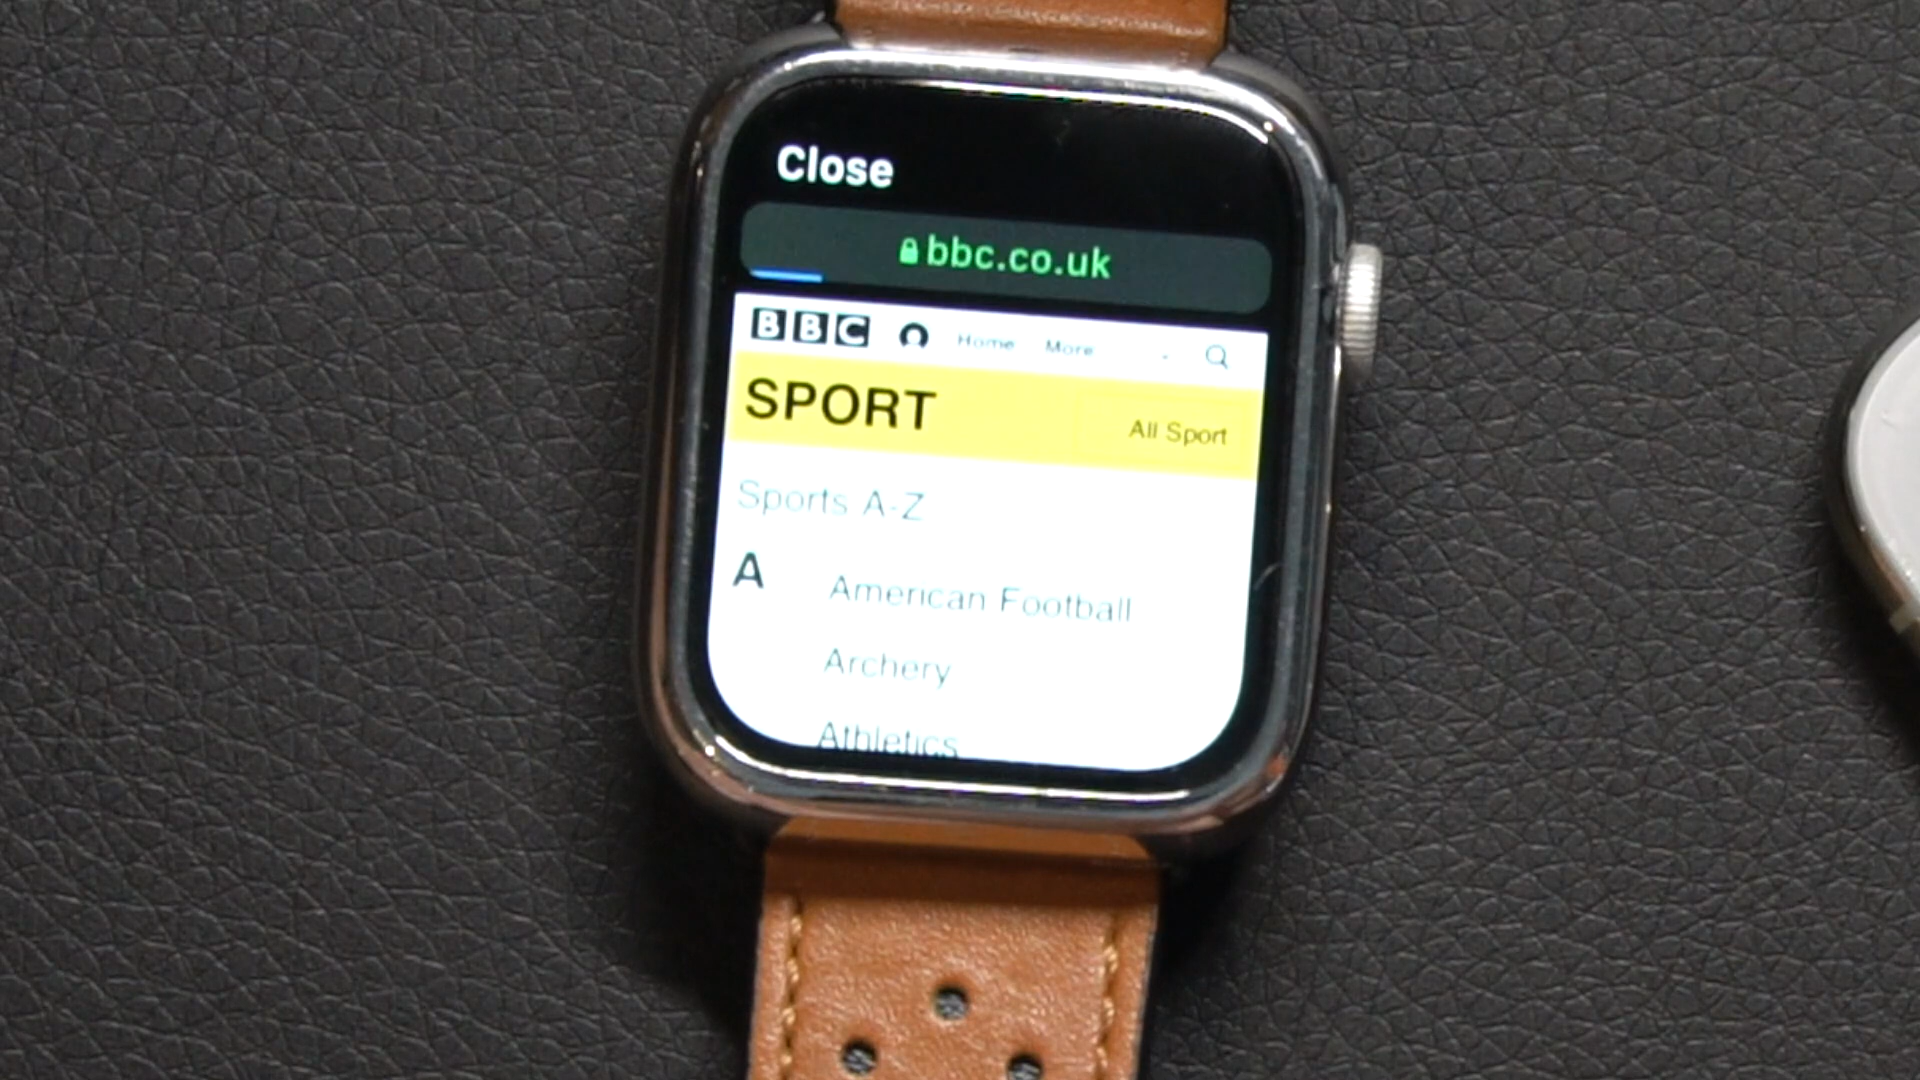 Close
bbc.co.uk
BBC Home More
SPORT
All Sport
Sports A-Z
A American Football
Archery
Athletics